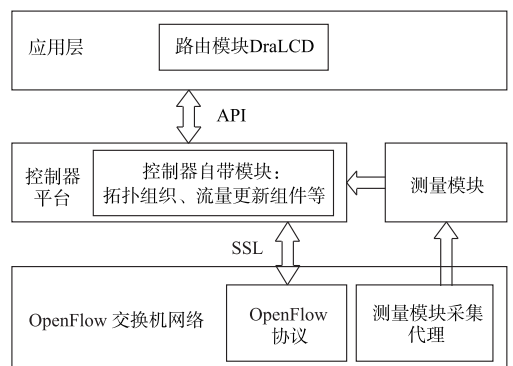 应用层
路由模块DraLCD
API
控制器
平台
控制器自带模块：
拓扑组织、流量更新组件等
测量模块
SSL
OpenFlow 交换机网络
OpenFlow
协议
测量模块采集
代理